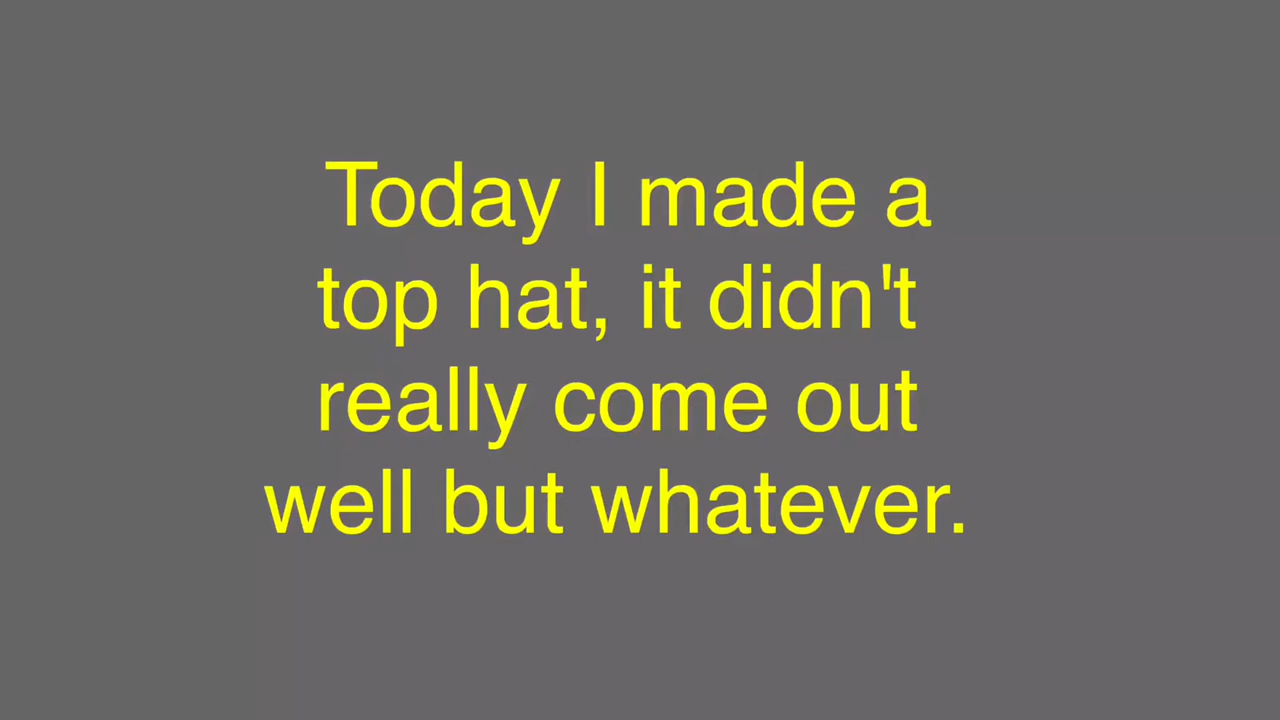 Today I made a
top hat, it didn't
really come out
well but whatever.